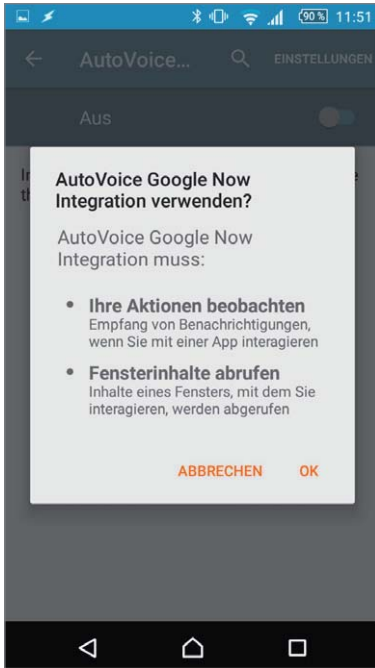 90% 11:51
AutoVoice... EINSTELLUNGEN
Aus
AutoVoice Google Now
Integration verwenden?
AutoVoice Google Now
Integration muss:
• Ihre Aktionen beobachten
Empfang von Benachrichtigungen,
wenn Sie mit einer App interagieren
• Fensterinhalte abrufen
Inhalte eines Fensters, mit dem Sie
interagieren, werden abgerufen
ABBRECHEN OK